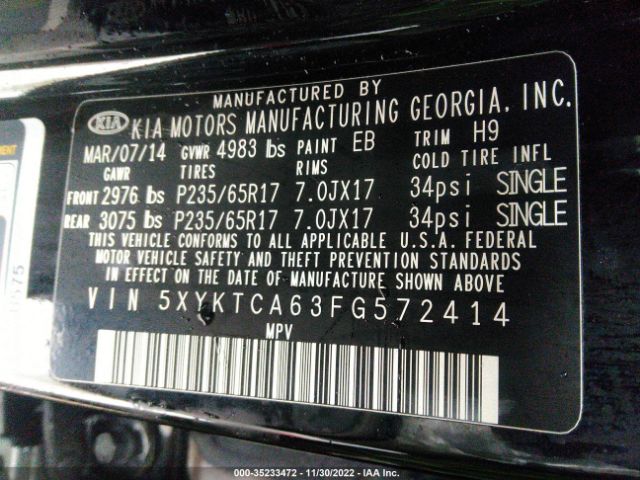 MANUFACTURED BY
KIA KIA MOTORS MANUFACTURING GEORGIA, INC.
MAR/07/14 GVWR 4983 lbs PAINT EB TRIM H9
GAWR TIRES RIMS COLD TIRE INFL
FRONT 2976 lbs P235/65R17 7.0JX17 34psi SINGLE
REAR 3075 lbs P235/65R17 7.0JX17 34psi SINGLE
THIS VEHICLE CONFORMS TO ALL APPLICABLE U.S.A. FEDERAL
MOTOR VEHICLE SAFETY AND THEFT PREVENTION STANDARDS
IN EFFECT ON THE DATE OF MANUFACTURE SHOWN ABOVE
VIN 5XYKTCA63FG572414
MPV
000-35233472 - 11/30/2022 - IAA Inc.